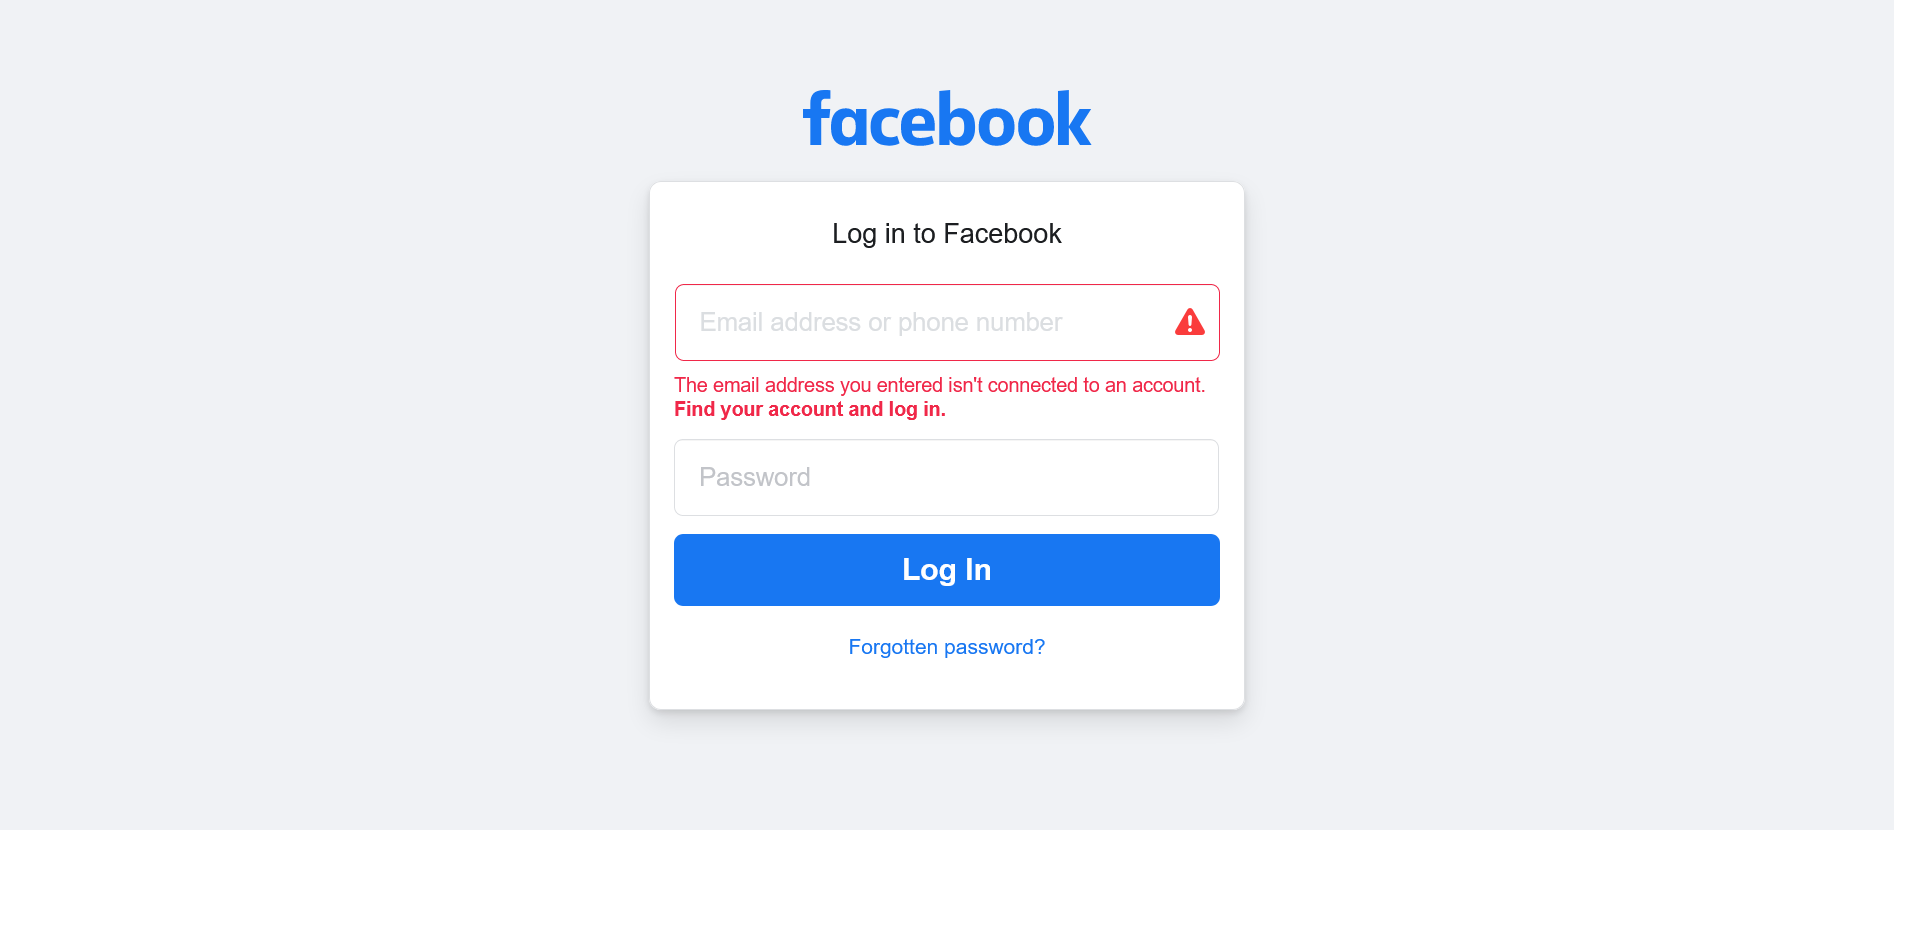 facebook
Log in to Facebook
Email address or phone number
The email address you entered isn't connected to an account.
Find your account and log in.
Password
Log In
Forgotten password?